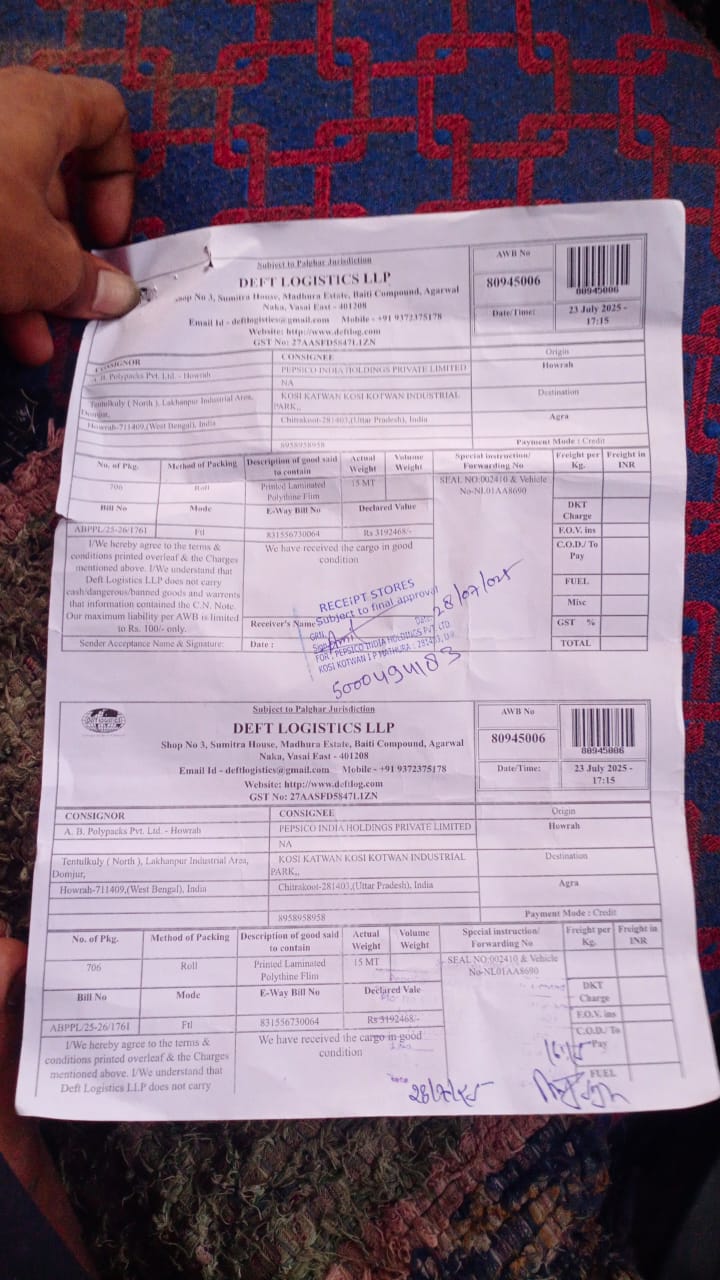 Subject to Palghar Jurisdiction
DEFT LOGISTICS LLP
Shop No 3, Sumitra House, Madhura Estate, Baiti Compound, Agarwal
Naka, Vasai East - 401208
Email Id - deftlogistics@gmail.com Mobile - +91 9372375178
Website: http://www.deftlog.com
GST No: 27AASFD5847L1ZN
AWB No
80945006
80945006
Date/Time:
23 July 2025 -
17:15
CONSIGNOR
CONSIGNEE
Origin
A. B. Polypacks Pvt. Ltd. - Howrah
PEPSICO INDIA HOLDINGS PRIVATE LIMITED
Howrah
NA
Tentulkuly ( North ), Lakhanpur Industrial Area,
Domjur,
KOSI KATWAN KOSI KOTWAN INDUSTRIAL
PARK,,
Destination
Howrah-711409,(West Bengal), India
Chitrakoot-281403,(Uttar Pradesh), India
Agra
8958958958
Payment Mode : Credit
No. of Pkg.
Method of Packing
Description of good said
to contain
Actual
Weight
Volume
Weight
Special instruction/
Forwarding No
Freight per
Kg.
Freight in
INR
706
Roll
Printed Laminated
Polythine Flim
15 MT
SEAL NO:002410 & Vehicle
No-NL01AA8690
Bill No
Mode
E-Way Bill No
Declared Value
DKT
Charge
ABPPL/25-26/1761
Ftl
831556730064
Rs 3192468/-
F.O.V. ins
I/We hereby agree to the terms &
conditions printed overleaf & the Charges
mentioned above. I/We understand that
Deft Logistics LLP does not carry
cash/dangerous/banned goods and warrents
that information contained the C.N. Note.
Our maximum liability per AWB is limited
to Rs. 100/- only.
We have received the cargo in good
condition
C.O.D./ To
Pay
FUEL
Misc
GST %
TOTAL
Receiver's Name
Sender Acceptance Name & Signature:
Date :
RECEIPT STORES
Subject to final approval
28/07/025
FOR : PEPSICO INDIA HOLDINGS PVT. LTD.
KOSI KOTWAN I P MATHURA : 281403, U.P.
5000494183
Subject to Palghar Jurisdiction
DEFT LOGISTICS LLP
Shop No 3, Sumitra House, Madhura Estate, Baiti Compound, Agarwal
Naka, Vasai East - 401208
Email Id - deftlogistics@gmail.com Mobile - +91 9372375178
Website: http://www.deftlog.com
GST No: 27AASFD5847L1ZN
AWB No
80945006
80945006
Date/Time:
23 July 2025 -
17:15
CONSIGNOR
CONSIGNEE
Origin
A. B. Polypacks Pvt. Ltd. - Howrah
PEPSICO INDIA HOLDINGS PRIVATE LIMITED
Howrah
NA
Tentulkuly ( North ), Lakhanpur Industrial Area,
Domjur,
KOSI KATWAN KOSI KOTWAN INDUSTRIAL
PARK,,
Destination
Howrah-711409,(West Bengal), India
Chitrakoot-281403,(Uttar Pradesh), India
Agra
8958958958
Payment Mode : Credit
No. of Pkg.
Method of Packing
Description of good said
to contain
Actual
Weight
Volume
Weight
Special instruction/
Forwarding No
Freight per
Kg.
Freight in
INR
706
Roll
Printed Laminated
Polythine Flim
15 MT
SEAL NO:002410 & Vehicle
No-NL01AA8690
Bill No
Mode
E-Way Bill No
Declared Vale
DKT
Charge
ABPPL/25-26/1761
Ftl
831556730064
Rs 3192468/-
F.O.V. ins
I/We hereby agree to the terms &
conditions printed overleaf & the Charges
mentioned above. I/We understand that
Deft Logistics LLP does not carry
We have received the cargo in good
condition
C.O.D./ To
Pay
FUEL
28/7/25